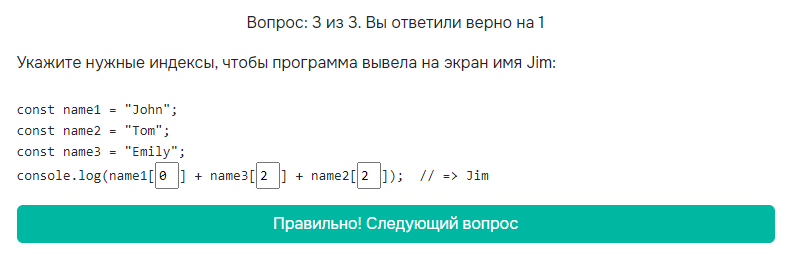 Вопрос: 3 из 3. Вы ответили верно на 1
Укажите нужные индексы, чтобы программа вывела на экран имя Jim:
const name1 = "John";
const name2 = "Tom";
const name3 = "Emily";
console.log(name1[0] + name3[2] + name2[2]);  // => Jim
Правильно! Следующий вопрос